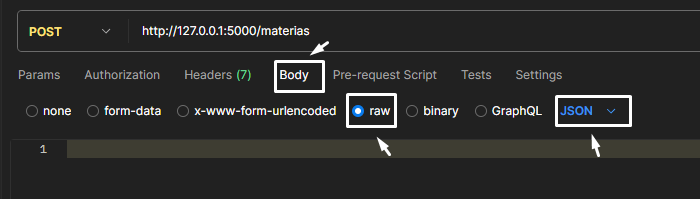 POST http://127.0.0.1:5000/materias
Params Authorization Headers (7) Body Pre-request Script Tests Settings
none form-data x-www-form-urlencoded raw binary GraphQL JSON
1